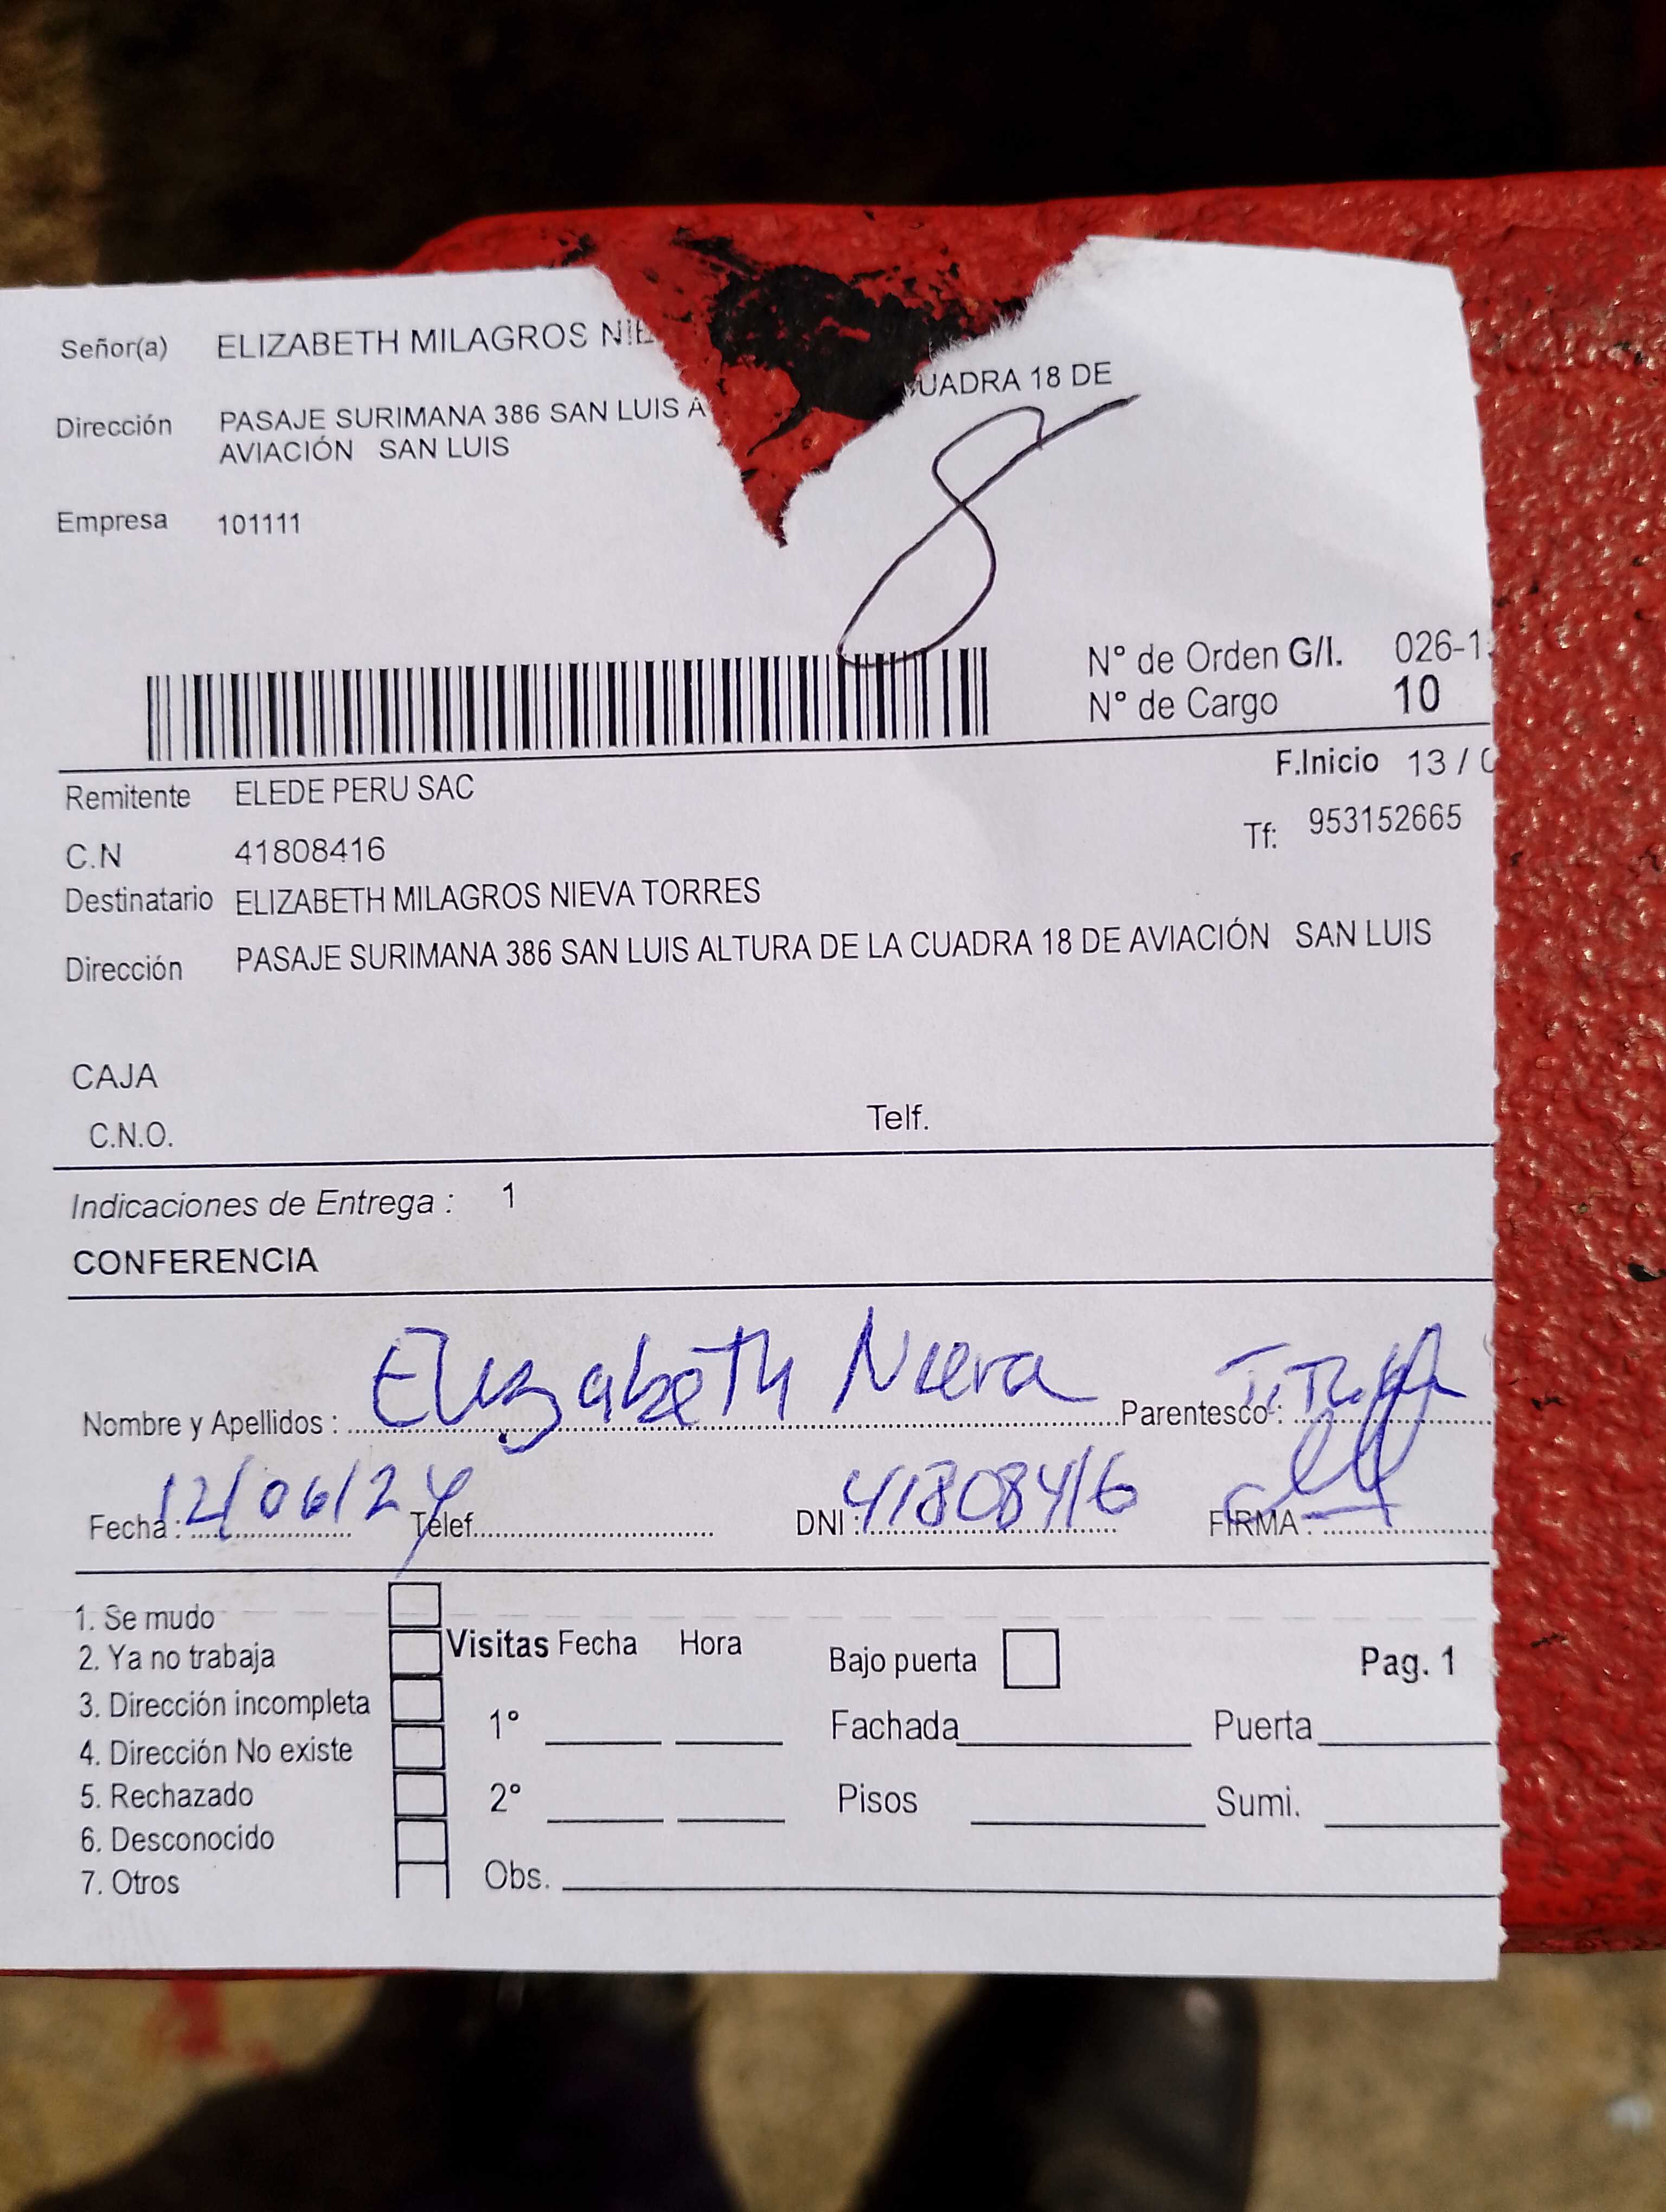 Señor(a) ELIZABETH MILAGROS NIE
Dirección PASAJE SURIMANA 386 SAN LUIS A UADRA 18 DE
AVIACIÓN SAN LUIS
Empresa 101111
8
N° de Orden G/I. 026-1
N° de Cargo 10
F.Inicio 13 / 0
Remitente ELEDE PERU SAC
Tf: 953152665
C.N 41808416
Destinatario ELIZABETH MILAGROS NIEVA TORRES
Dirección PASAJE SURIMANA 386 SAN LUIS ALTURA DE LA CUADRA 18 DE AVIACIÓN SAN LUIS
CAJA
C.N.O. Telf.
Indicaciones de Entrega : 1
CONFERENCIA
Nombre y Apellidos : Elizabeth Nieva Parentesco :
Fecha : 12/06/24 Telef. DNI : 41808416 FIRMA :
1. Se mudo
2. Ya no trabaja
3. Dirección incompleta
4. Dirección No existe
5. Rechazado
6. Desconocido
7. Otros
Visitas Fecha Hora Bajo puerta Pag. 1
1° Fachada Puerta
2° Pisos Sumi.
Obs.